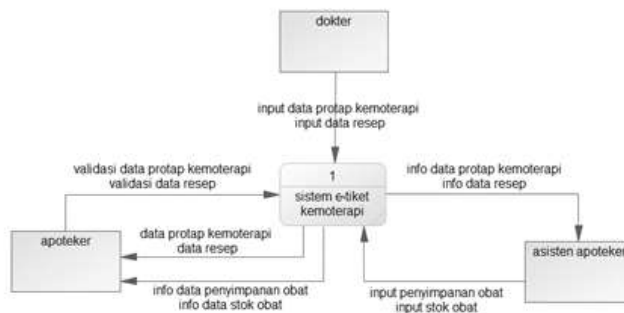 dokter
input data protap kemoterapi
input data resep
validasi data protap kemoterapi
validasi data resep
1
sistem e-tiket
kemoterapi
info data protap kemoterapi
info data resep
apoteker
data protap kemoterapi
data resep
asisten apoteker
info data penyimpanan obat
info data stok obat
input penyimpanan obat
input stok obat